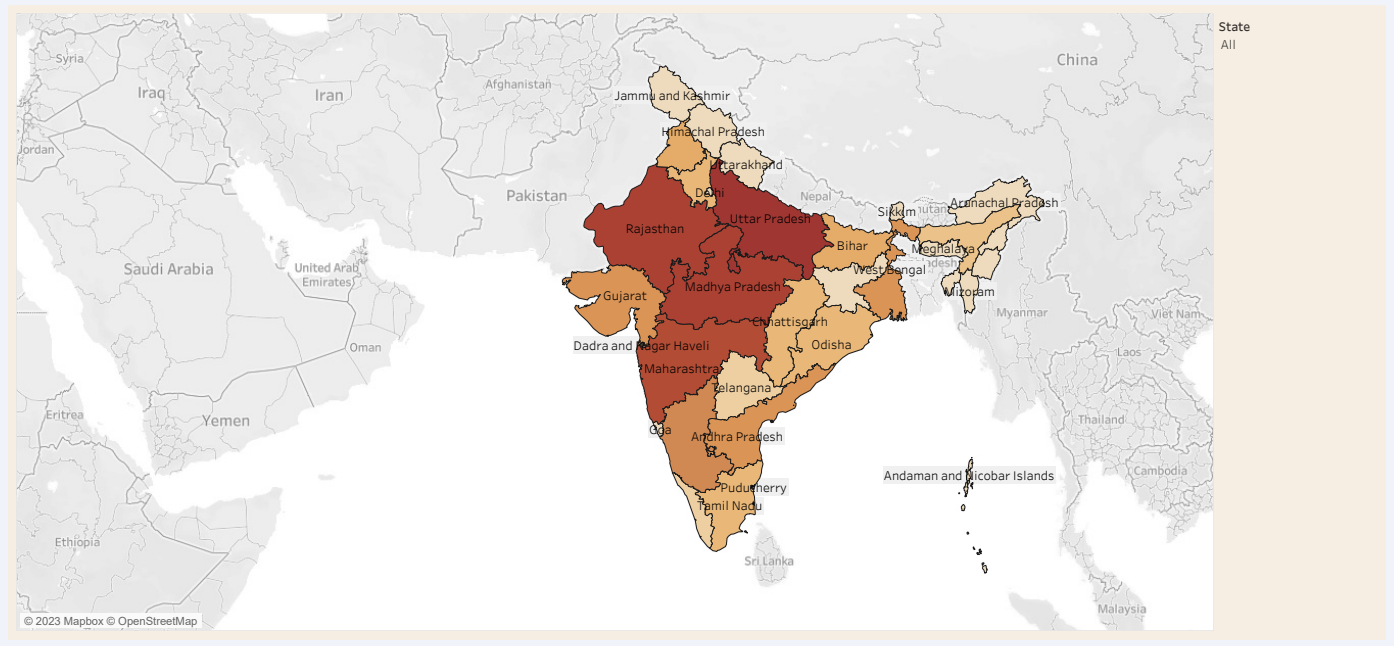 State
All
Syria
China
Afghanistan
Iraq
Iran
Jammu and Kashmir
Himachal Pradesh
Jordan
Uttarakhand
Pakistan
Delhi
Nepal
Arunachal Pradesh
Sikkim
Uttar Pradesh
Rajasthan
Bihar
Meghalaya
Saudi Arabia
United Arab
Emirates
West Bengal
Madhya Pradesh
Mizoram
Gujarat
Myanmar
Viet Nam
Chhattisgarh
Oman
Dadra and Nagar Haveli
Odisha
Laos
Maharashtra
Telangana
Eritrea
Yemen
Thailand
Goa
Andhra Pradesh
Cambodia
Andaman and Nicobar Islands
Puducherry
Tamil Nadu
Ethiopia
Sri Lanka
Malaysia
© 2023 Mapbox © OpenStreetMap